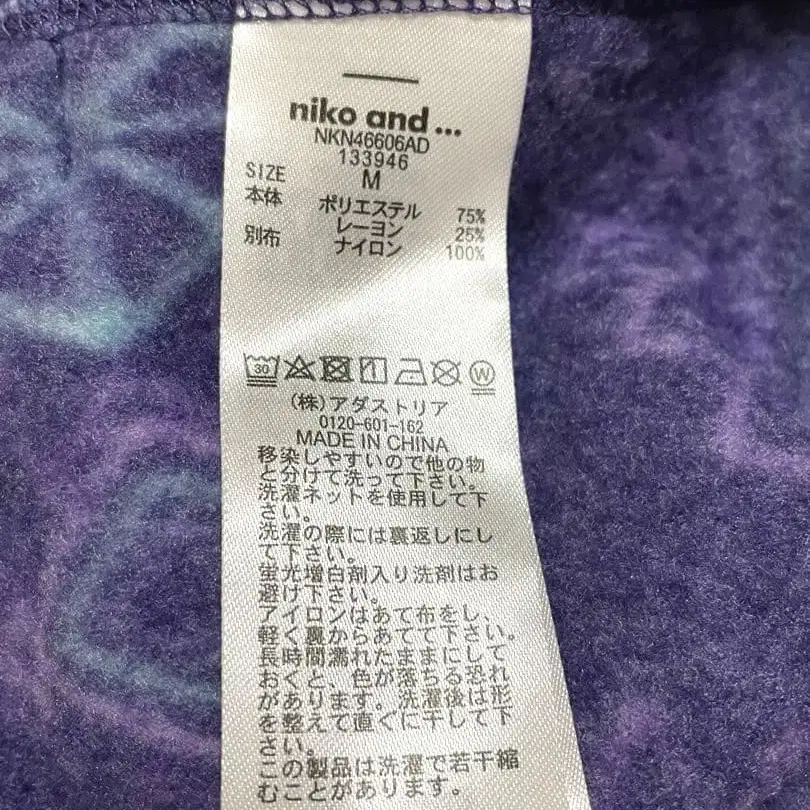 niko and ...
NKN46606AD
133946
SIZE M
本体 ポリエステル 75%
レーヨン 25%
別布 ナイロン 100%
30
W
(株)アダストリア
0120-601-162
MADE IN CHINA
移染しやすいので他の物
と分けて洗って下さい。
洗濯ネットを使用して下
さい。
洗濯の際には裏返しにし
て下さい。
蛍光増白剤入り洗剤はお
避け下さい。
アイロンはあて布をし、
軽く裏からあてて下さい。
長時間濡れたままにして
おくと、色が落ちる恐れ
があります。洗濯後は形
を整えて直ぐに干して下
さい。
この製品は洗濯で若干縮
むことがあります。